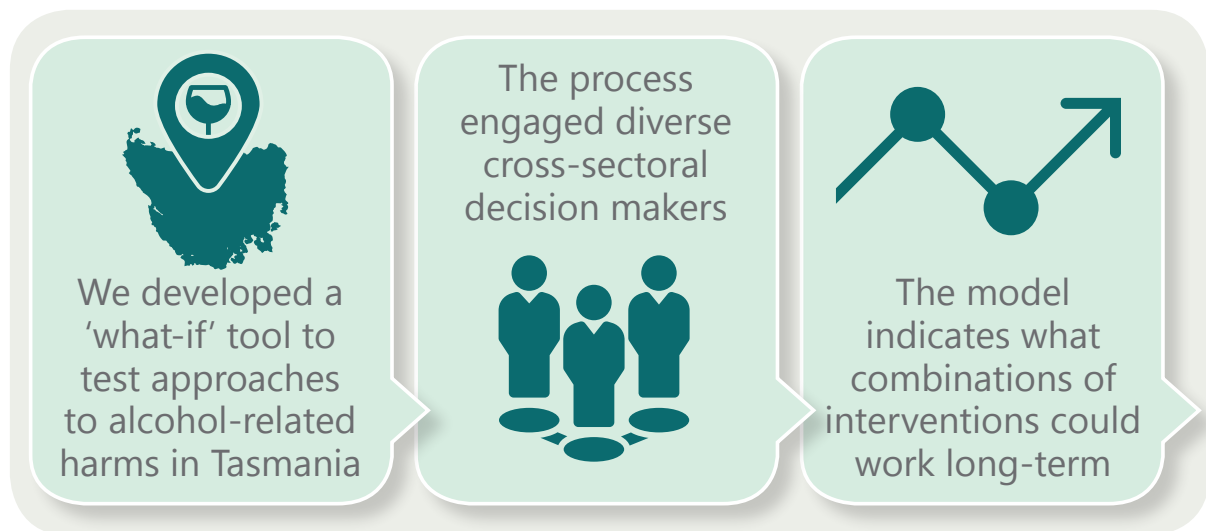 We developed a
‘what-if’ tool to
test approaches
to alcohol-related
harms in Tasmania
The process
engaged diverse
cross-sectoral
decision makers
The model
indicates what
combinations of
interventions could
work long-term